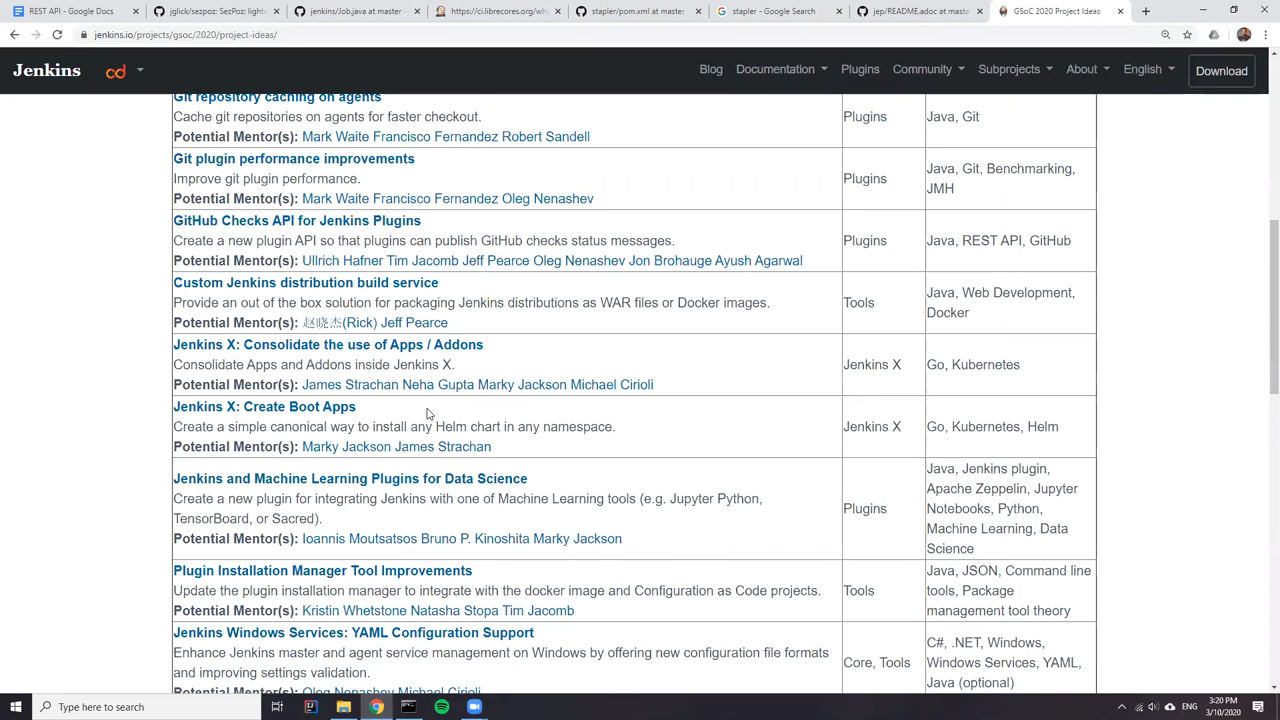 REST API - Google Docs
jglick/sezpoz: SezPoz: light
jenkins/Job.java at master
https://ci.librecores.org/who
stapler/pom.xml at master
stapler - Google Search
jep/README.adoc at maste
GSoC 2020 Project Ideas
jenkins.io/projects/gsoc/2020/project-ideas/
Jenkins
cd
Blog
Documentation
Plugins
Community
Subprojects
About
English
Download
Git repository caching on agents
Cache git repositories on agents for faster checkout.
Potential Mentor(s): Mark Waite Francisco Fernandez Robert Sandell
Plugins
Java, Git
Git plugin performance improvements
Improve git plugin performance.
Potential Mentor(s): Mark Waite Francisco Fernandez Oleg Nenashev
Plugins
Java, Git, Benchmarking,
JMH
GitHub Checks API for Jenkins Plugins
Create a new plugin API so that plugins can publish GitHub checks status messages.
Potential Mentor(s): Ullrich Hafner Tim Jacomb Jeff Pearce Oleg Nenashev Jon Brohauge Ayush Agarwal
Plugins
Java, REST API, GitHub
Custom Jenkins distribution build service
Provide an out of the box solution for packaging Jenkins distributions as WAR files or Docker images.
Potential Mentor(s): 赵晓杰(Rick) Jeff Pearce
Tools
Java, Web Development,
Docker
Jenkins X: Consolidate the use of Apps / Addons
Consolidate Apps and Addons inside Jenkins X.
Potential Mentor(s): James Strachan Neha Gupta Marky Jackson Michael Cirioli
Jenkins X
Go, Kubernetes
Jenkins X: Create Boot Apps
Create a simple canonical way to install any Helm chart in any namespace.
Potential Mentor(s): Marky Jackson James Strachan
Jenkins X
Go, Kubernetes, Helm
Jenkins and Machine Learning Plugins for Data Science
Create a new plugin for integrating Jenkins with one of Machine Learning tools (e.g. Jupyter Python,
TensorBoard, or Sacred).
Potential Mentor(s): Ioannis Moutsatsos Bruno P. Kinoshita Marky Jackson
Plugins
Java, Jenkins plugin,
Apache Zeppelin, Jupyter
Notebooks, Python,
Machine Learning, Data
Science
Plugin Installation Manager Tool Improvements
Update the plugin installation manager to integrate with the docker image and Configuration as Code projects.
Potential Mentor(s): Kristin Whetstone Natasha Stopa Tim Jacomb
Tools
Java, JSON, Command line
tools, Package
management tool theory
Jenkins Windows Services: YAML Configuration Support
Enhance Jenkins master and agent service management on Windows by offering new configuration file formats
and improving settings validation.
Potential Mentor(s): Oleg Nenashev Michael Cirioli
Core, Tools
C#, .NET, Windows,
Windows Services, YAML,
Java (optional)
Type here to search
ENG
3:20 PM
3/10/2020